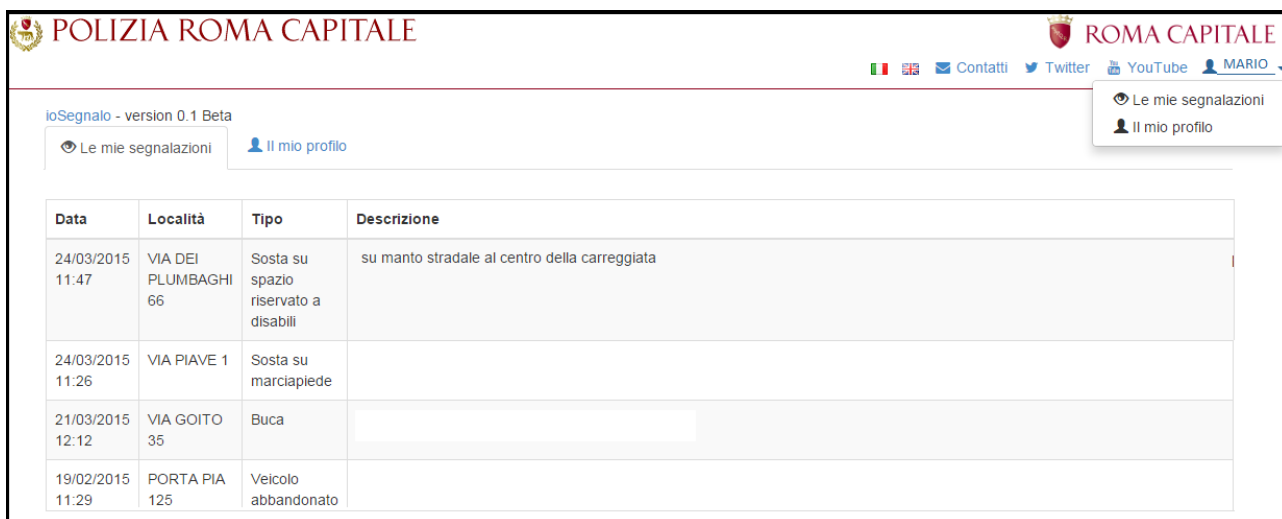 POLIZIA ROMA CAPITALE
ROMA CAPITALE
Contatti Twitter YouTube MARIO
Le mie segnalazioni
Il mio profilo
ioSegnalo - version 0.1 Beta
Le mie segnalazioni Il mio profilo
Data Località Tipo Descrizione
24/03/2015 VIA DEI Sosta su su manto stradale al centro della carreggiata
11:47 PLUMBAGHI spazio
66 riservato a
disabili
24/03/2015 VIA PIAVE 1 Sosta su
11:26 marciapiede
21/03/2015 VIA GOITO Buca
12:12 35
19/02/2015 PORTA PIA Veicolo
11:29 125 abbandonato